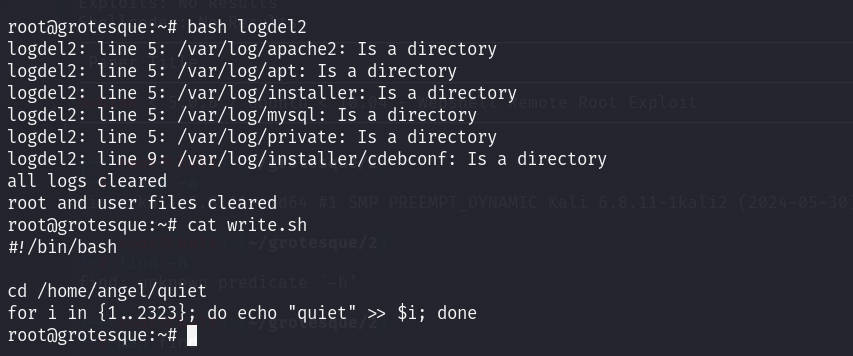 root@grotesque:~# bash logdel2
logdel2: line 5: /var/log/apache2: Is a directory
logdel2: line 5: /var/log/apt: Is a directory
logdel2: line 5: /var/log/installer: Is a directory
logdel2: line 5: /var/log/mysql: Is a directory
logdel2: line 5: /var/log/private: Is a directory
logdel2: line 9: /var/log/installer/cdebconf: Is a directory
all logs cleared
root and user files cleared
root@grotesque:~# cat write.sh
#!/bin/bash

cd /home/angel/quiet
for i in {1..2323}; do echo "quiet" >> $i; done
root@grotesque:~#